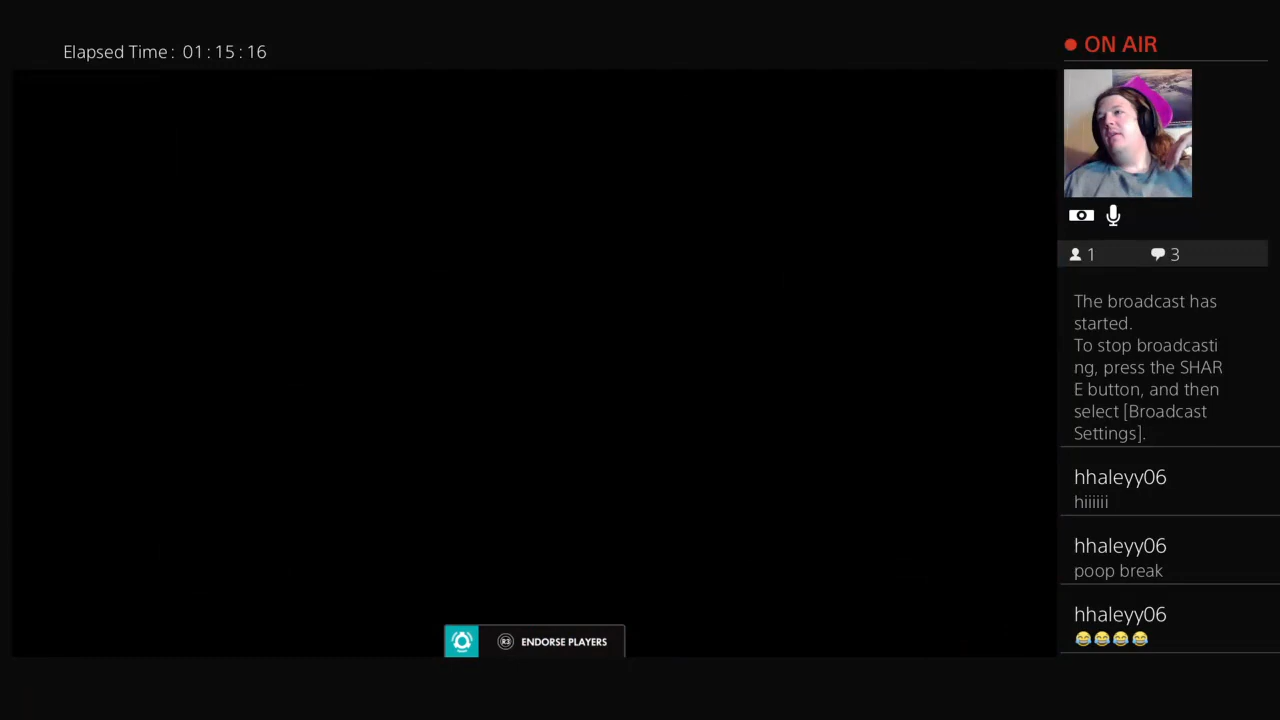 Elapsed Time: 01:15:16
ON AIR
1 3
The broadcast has
started.
To stop broadcasti
ng, press the SHAR
E button, and then
select [Broadcast
Settings].
hhaleyy06
hiiiiii
hhaleyy06
poop break
hhaleyy06
😂😂😂😂
R3 ENDORSE PLAYERS